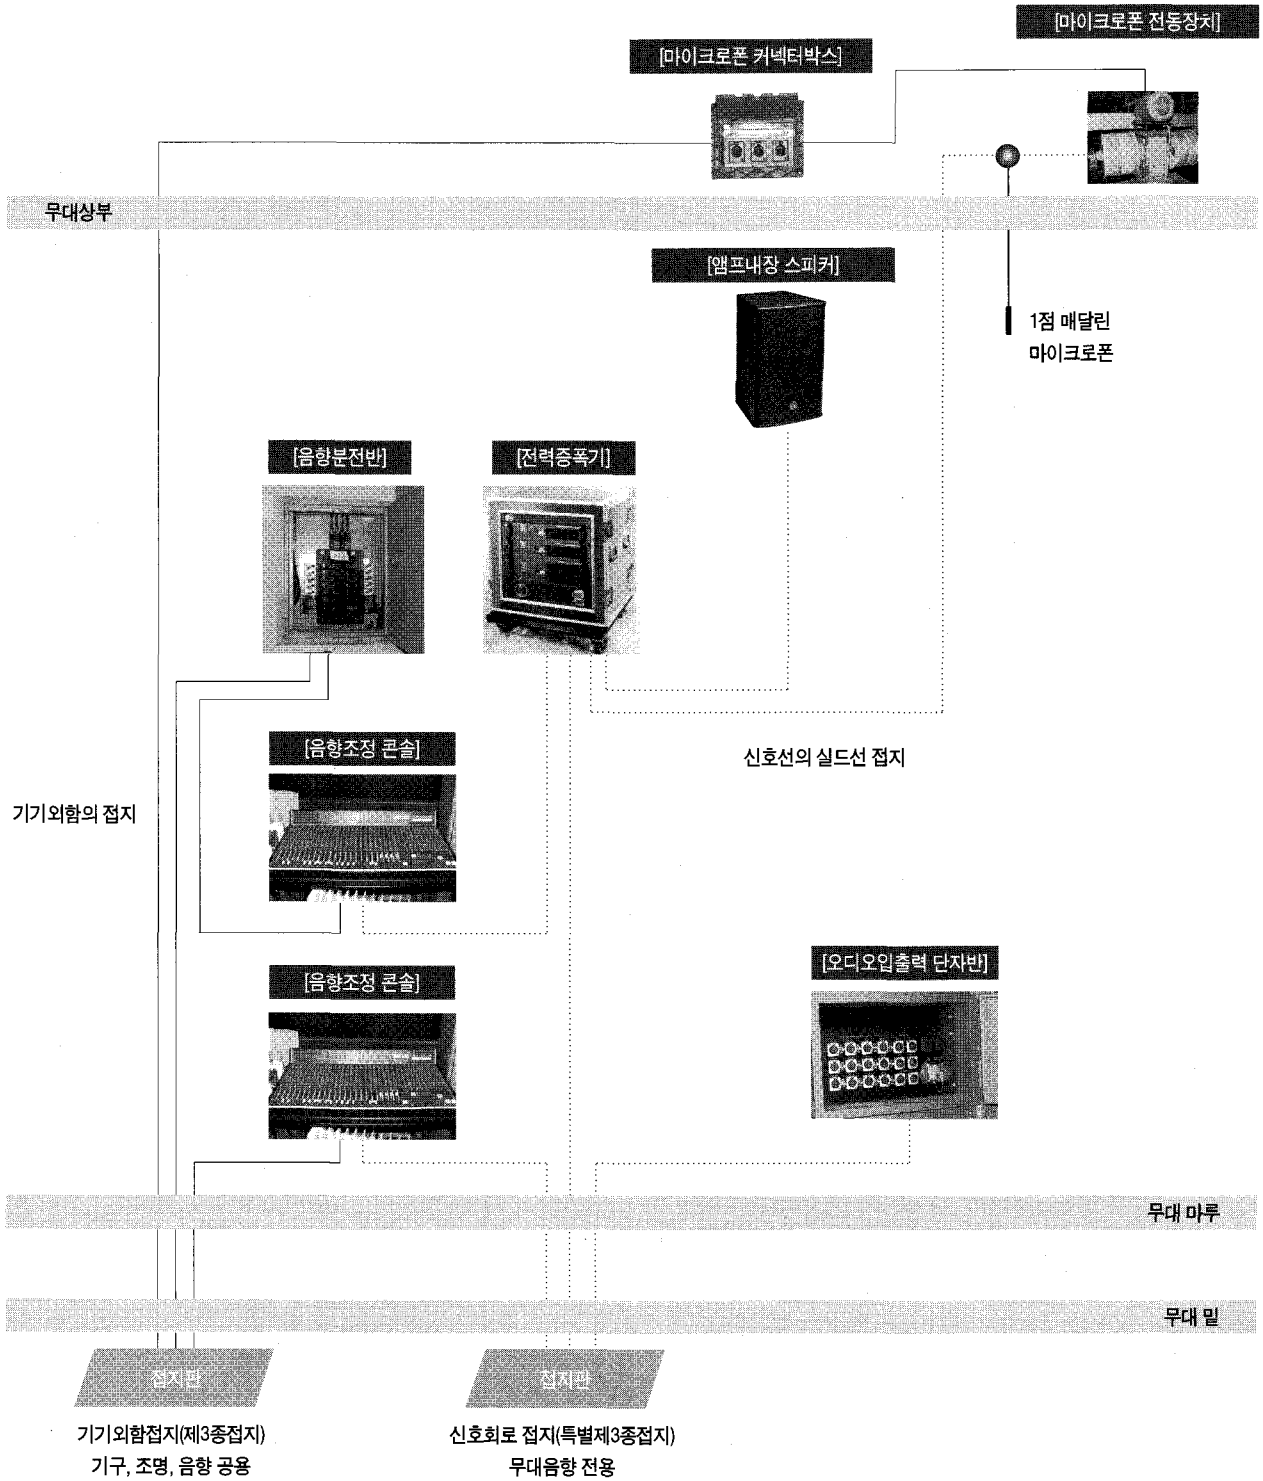 [마이크로폰 전동장치]
[마이크로폰 커넥터박스]
무대상부
[앰프내장 스피커]
1점 매달린
마이크로폰
[음향분전반]
[전력증폭기]
[음향조정 콘솔]
신호선의 실드선 접지
기기외함의 접지
[오디오입출력 단자반]
[음향조정 콘솔]
무대 마루
무대 밑
접지판
접지판
기기외함접지(제3종접지)
기구, 조명, 음향 공용
신호회로 접지(특별제3종접지)
무대음향 전용